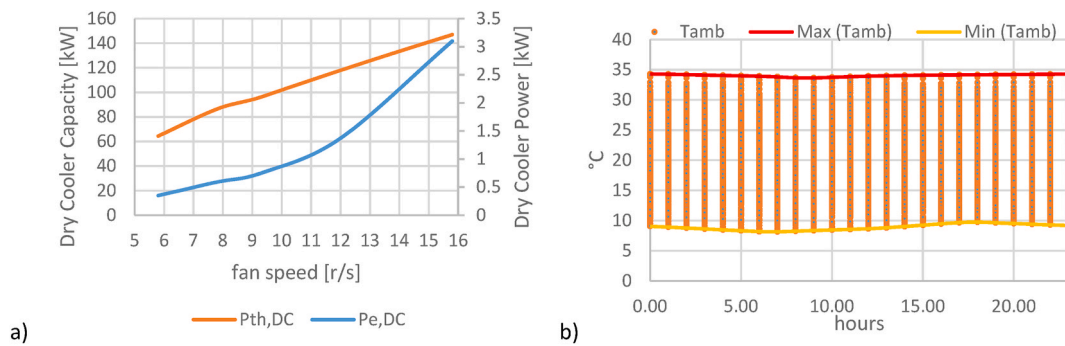 160
140
120
100
80
60
40
20
0
Dry Cooler Capacity [kW]
3.5
3
2.5
2
1.5
1
0.5
0
Dry Cooler Power [kW]
5 6 7 8 9 10 11 12 13 14 15 16
fan speed [r/s]
Pth,DC Pe,DC
a)
Tamb Max (Tamb) Min (Tamb)
40
35
30
25
20
15
10
5
0
°C
0.00 5.00 10.00 15.00 20.00
hours
b)